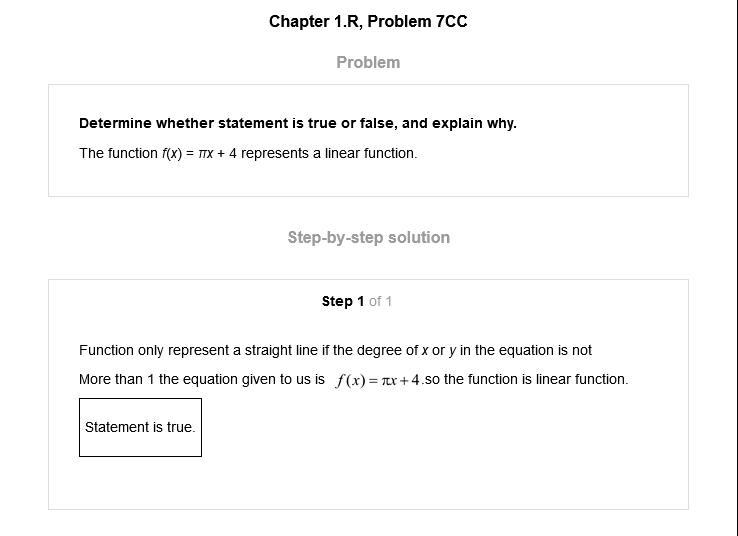 Chapter 1.R, Problem 7CC
Problem
Determine whether statement is true or false, and explain why.
The function f(x) = πx + 4 represents a linear function.
Step-by-step solution
Step 1 of 1
Function only represent a straight line if the degree of x or y in the equation is not
More than 1 the equation given to us is f(x) = πx + 4.so the function is linear function.
Statement is true.